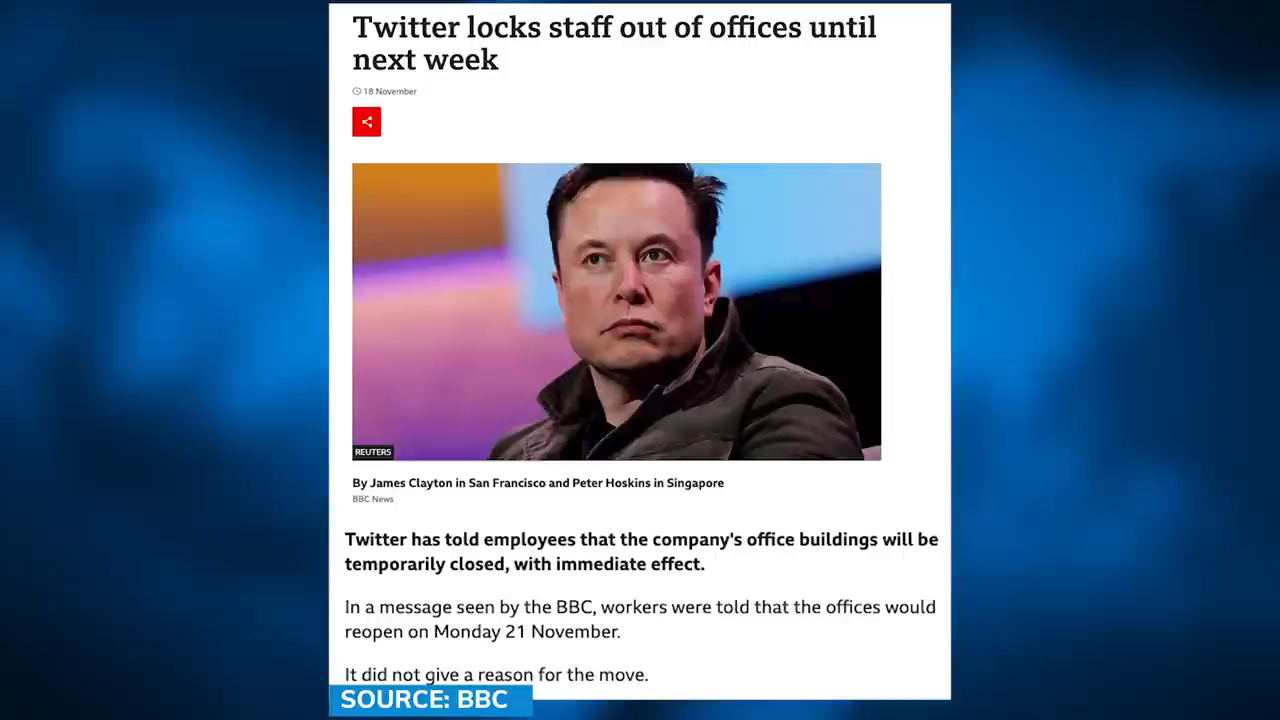 Twitter locks staff out of offices until
next week
18 November
REUTERS
By James Clayton in San Francisco and Peter Hoskins in Singapore
BBC News
Twitter has told employees that the company's office buildings will be
temporarily closed, with immediate effect.
In a message seen by the BBC, workers were told that the offices would
reopen on Monday 21 November.
It did not give a reason for the move.
SOURCE: BBC